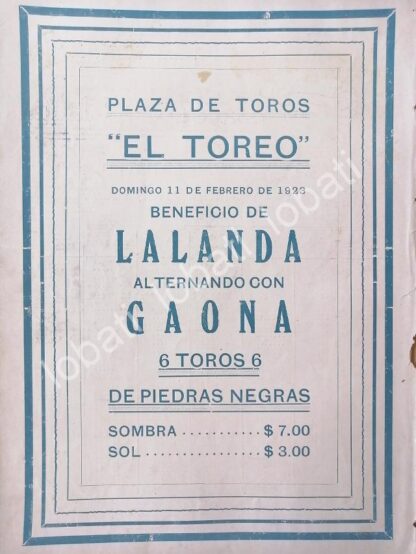 PLAZA DE TOROS
"EL TOREO"
DOMINGO 11 DE FEBRERO DE 1923
BENEFICIO DE
LALANDA
ALTERNANDO CON
GAONA
6 TOROS 6
DE PIEDRAS NEGRAS
SOMBRA .......... $ 7.00
SOL ................ $ 3.00
lobati lobati lobati